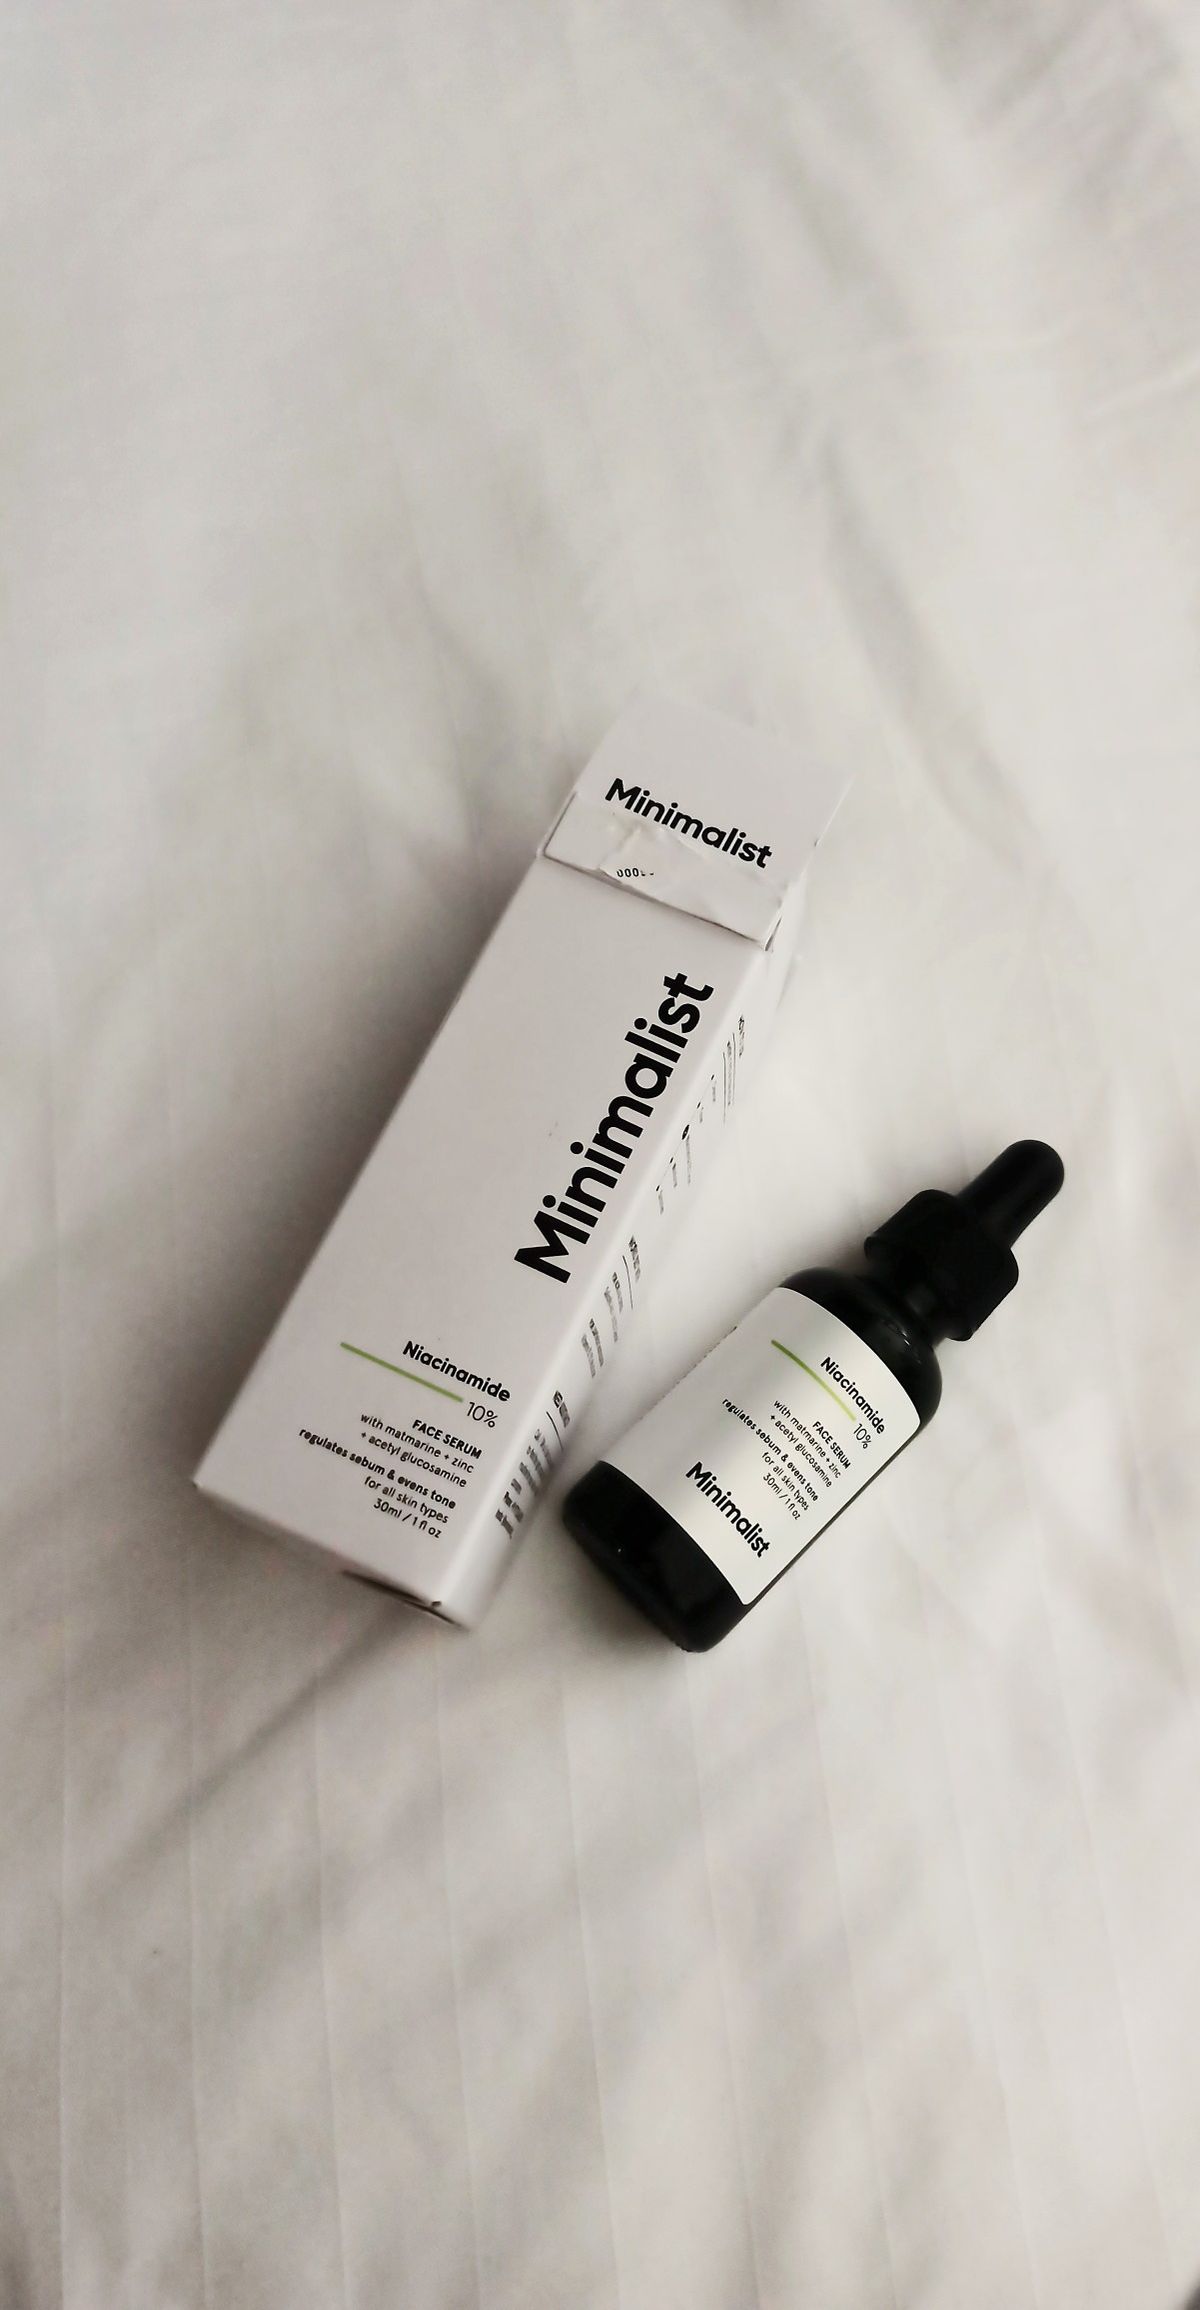 Minimalist
000
Minimalist
Niacinamide
10%
FACE SERUM
with matmarine + zinc
+ acetyl glucosamine
regulates sebum & evens tone
for all skin types
30ml / 1 fl oz
Niacinamide
10%
FACE SERUM
with matmarine + zinc
+ acetyl glucosamine
regulates sebum & evens tone
for all skin types
30ml / 1 fl oz
Minimalist